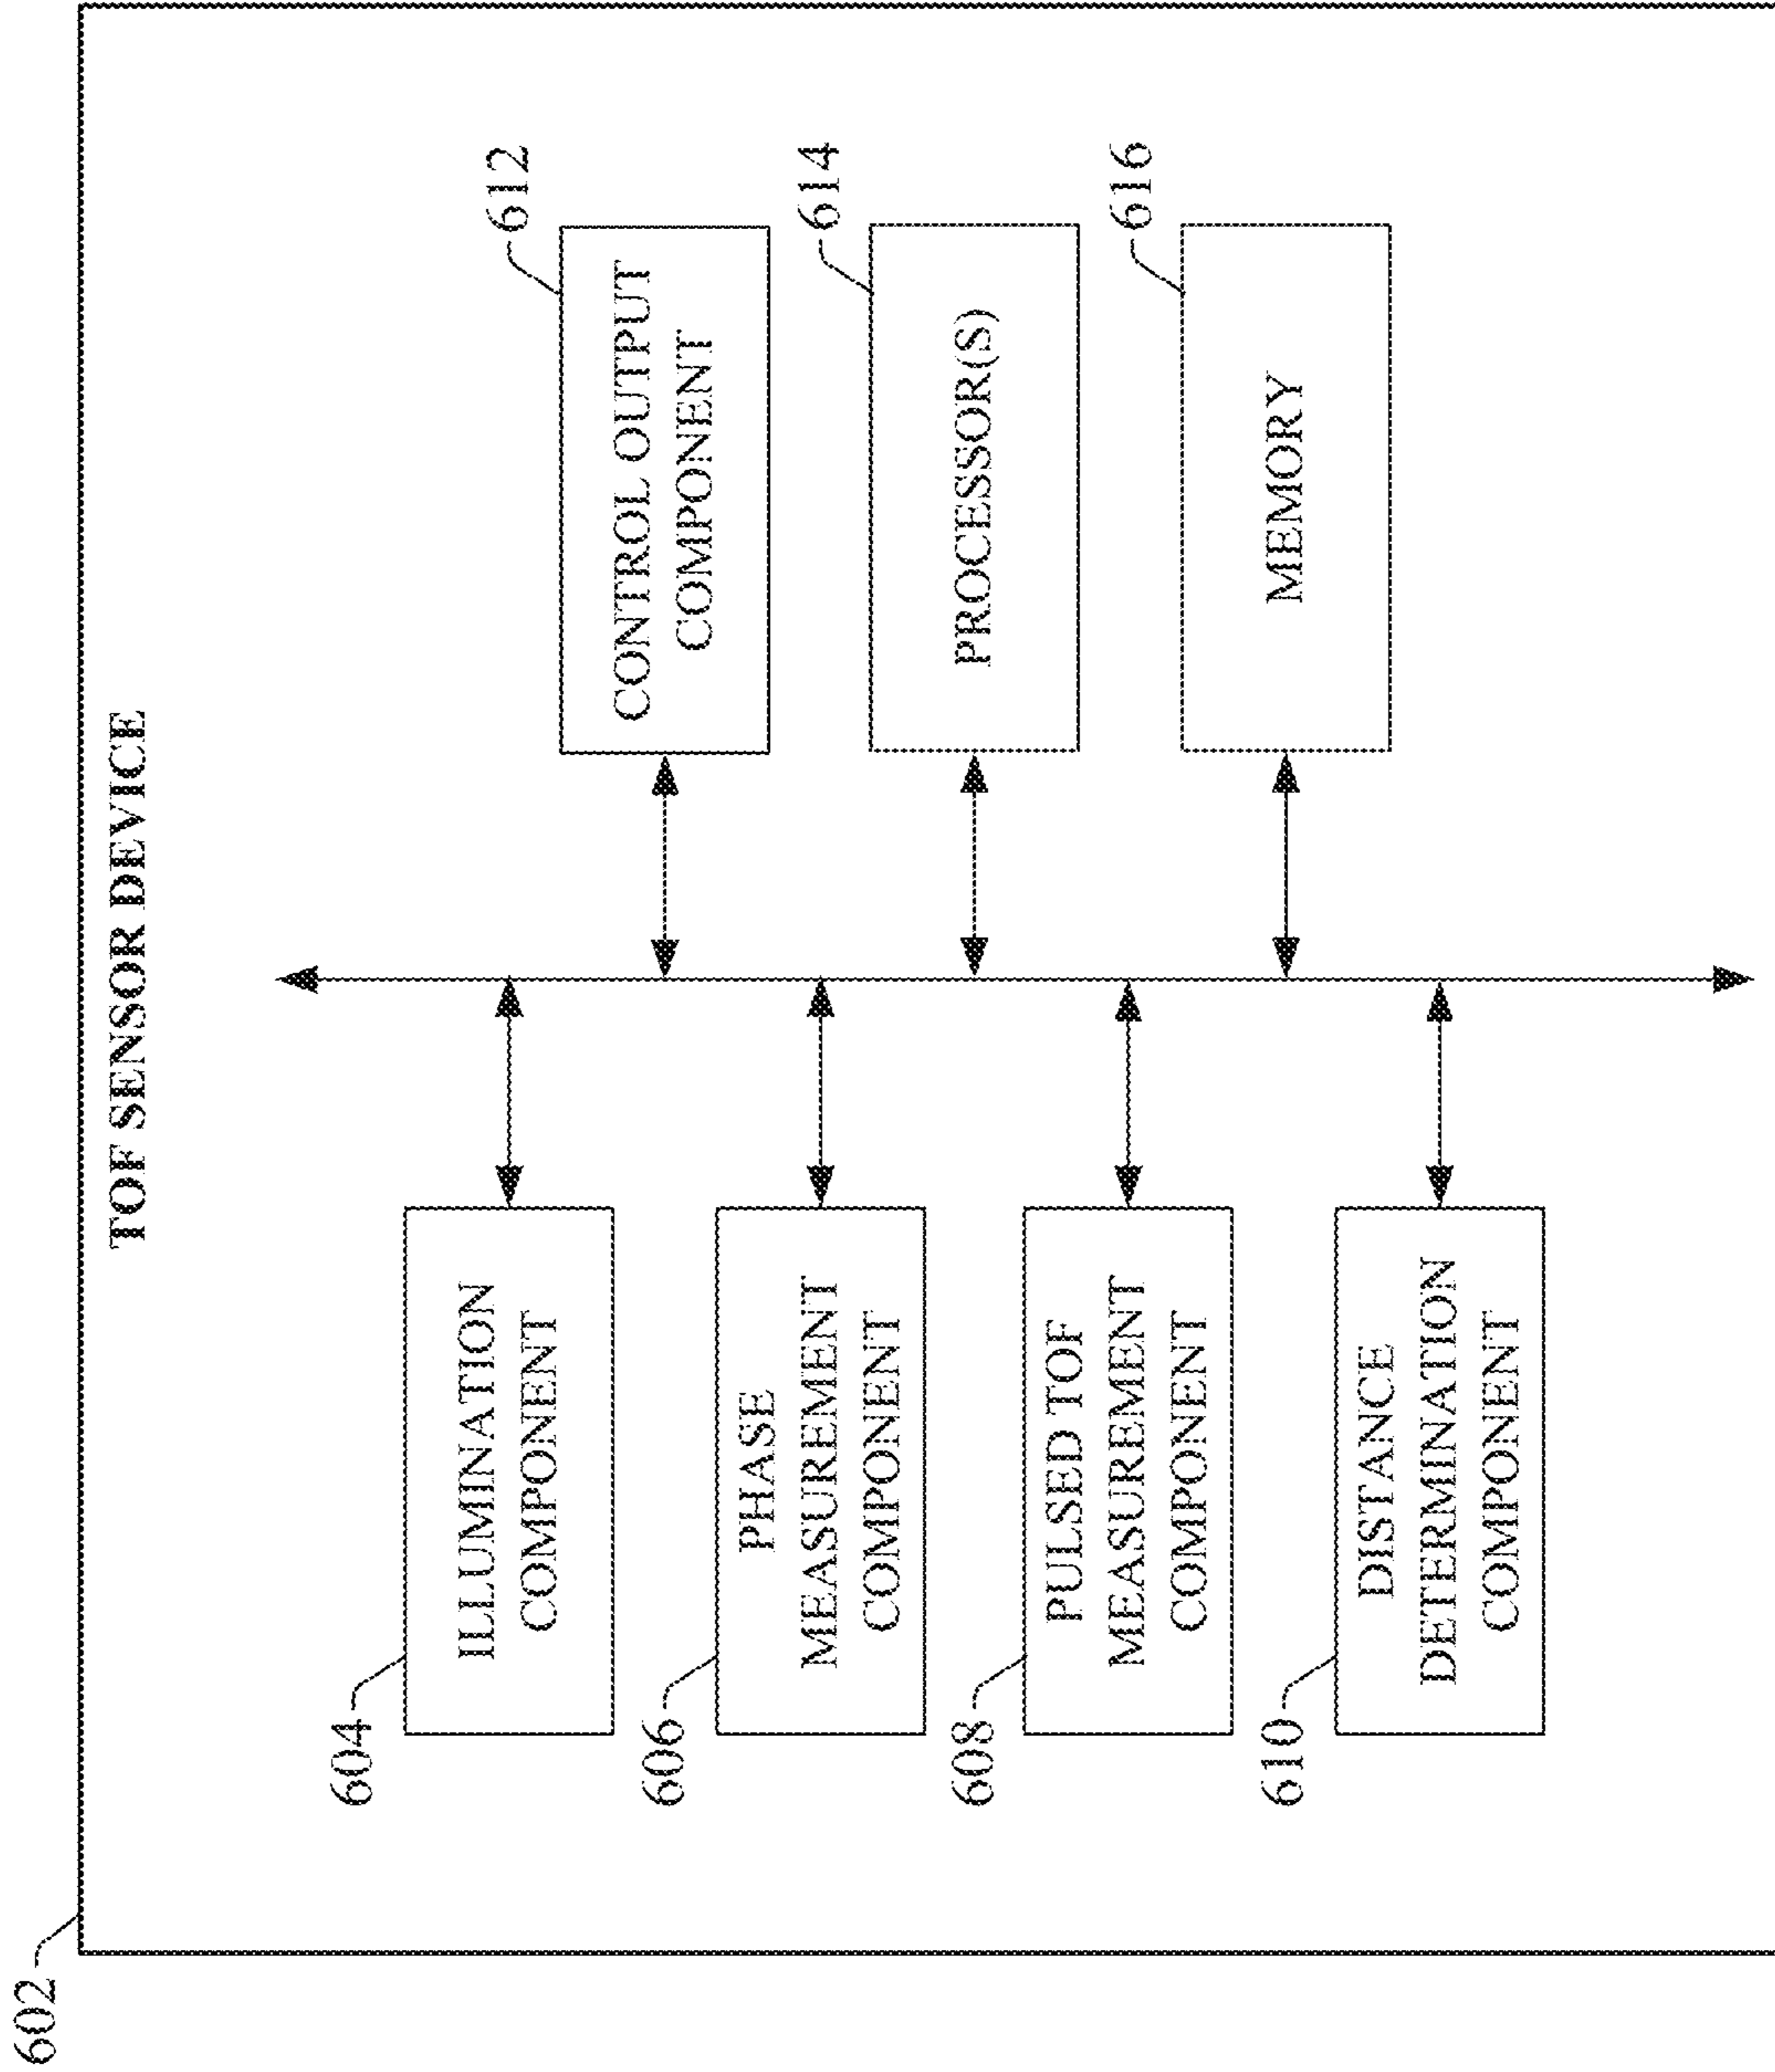 602
TOF SENSOR DEVICE
604
ILLUMINATION
COMPONENT
606
PHASE
MEASUREMENT
COMPONENT
608
PULSED TOF
MEASUREMENT
COMPONENT
610
DISTANCE
DETERMINATION
COMPONENT
612
CONTROL OUTPUT
COMPONENT
614
PROCESSOR(S)
616
MEMORY